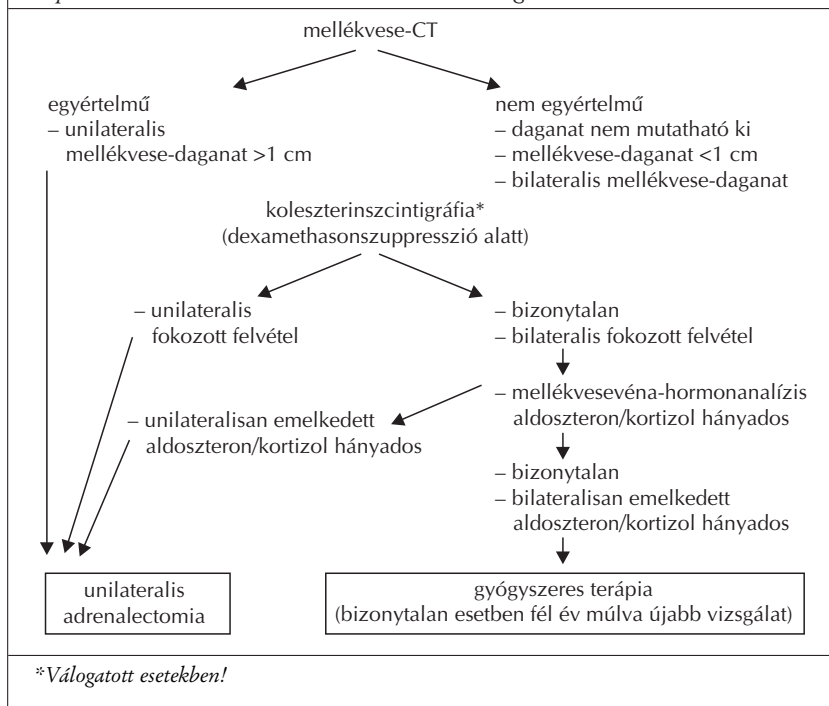 mellékvese-CT
egyértelmű
– unilateralis
mellékvese-daganat >1 cm
nem egyértelmű
– daganat nem mutatható ki
– mellékvese-daganat <1 cm
– bilateralis mellékvese-daganat
koleszterinszcintigráfia*
(dexamethasonszuppresszió alatt)
– unilateralis
fokozott felvétel
– bizonytalan
– bilateralis fokozott felvétel
– mellékvesevéna-hormonanalízis
aldoszteron/kortizol hányados
– unilateralisan emelkedett
aldoszteron/kortizol hányados
– bizonytalan
– bilateralisan emelkedett
aldoszteron/kortizol hányados
unilateralis
adrenalectomia
gyógyszeres terápia
(bizonytalan esetben fél év múlva újabb vizsgálat)
*Válogatott esetekben!